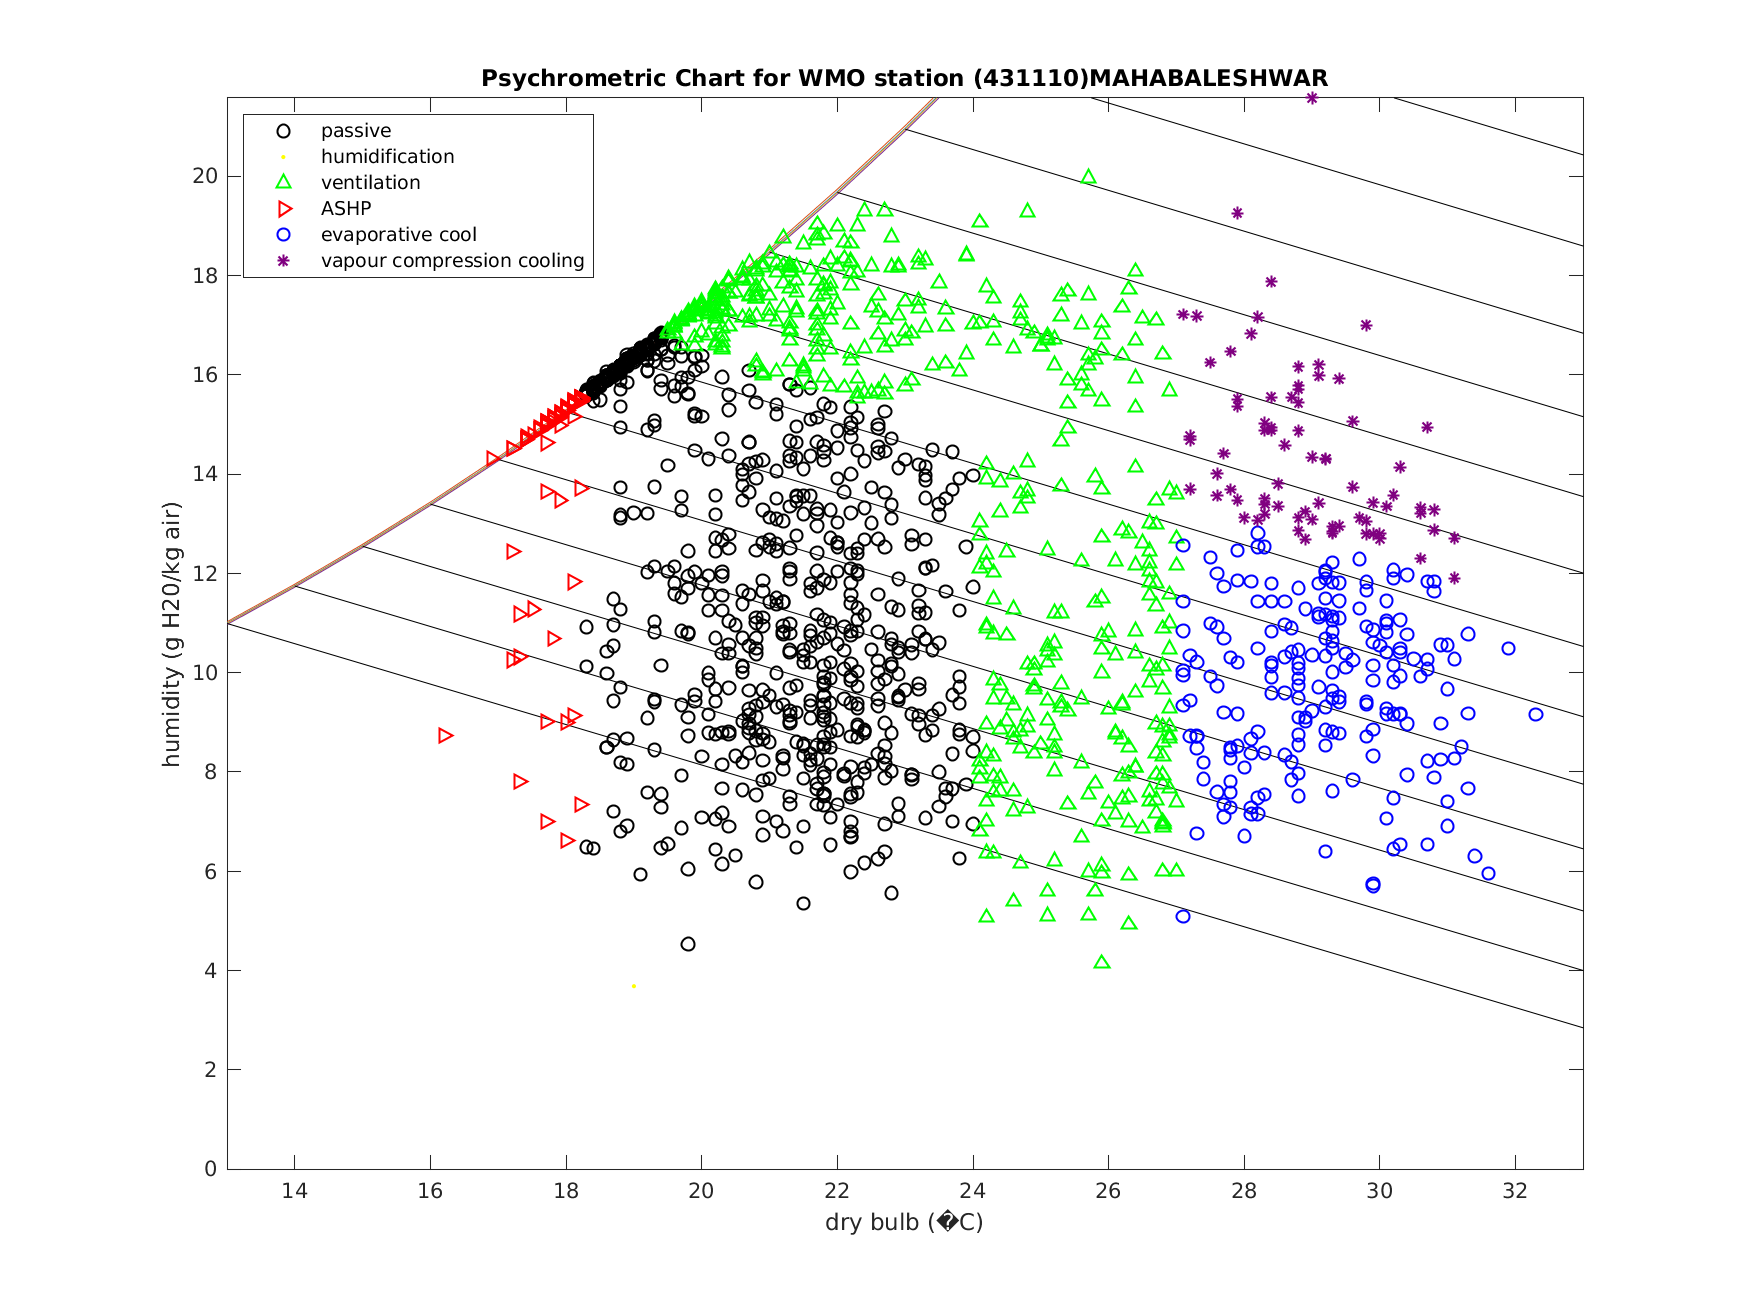 Psychrometric Chart for WMO station (431110)MAHABALESHWAR
passive
humidification
ventilation
ASHP
evaporative cool
vapour compression cooling
humidity (g H20/kg air)
20
18
16
14
12
10
8
6
4
2
0
14 16 18 20 22 24 26 28 30 32
dry bulb (�C)